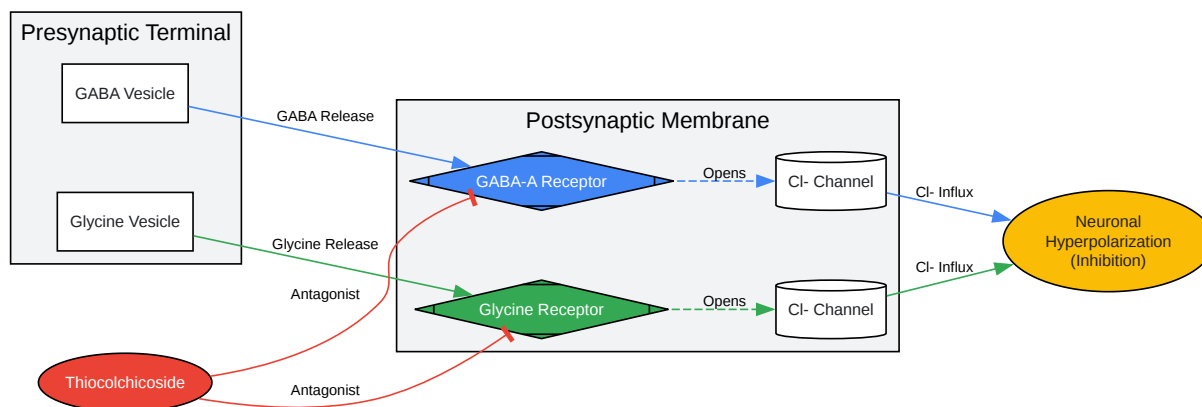 Presynaptic Terminal
GABA Vesicle
GABA Release
Postsynaptic Membrane
GABA-A Receptor
Opens
Cl- Channel
Cl- Influx
Glycine Vesicle
Glycine Release
Neuronal
Hyperpolarization
(Inhibition)
Cl- Influx
Antagonist
Glycine Receptor
Opens
Cl- Channel
Thiocolchicoside
Antagonist